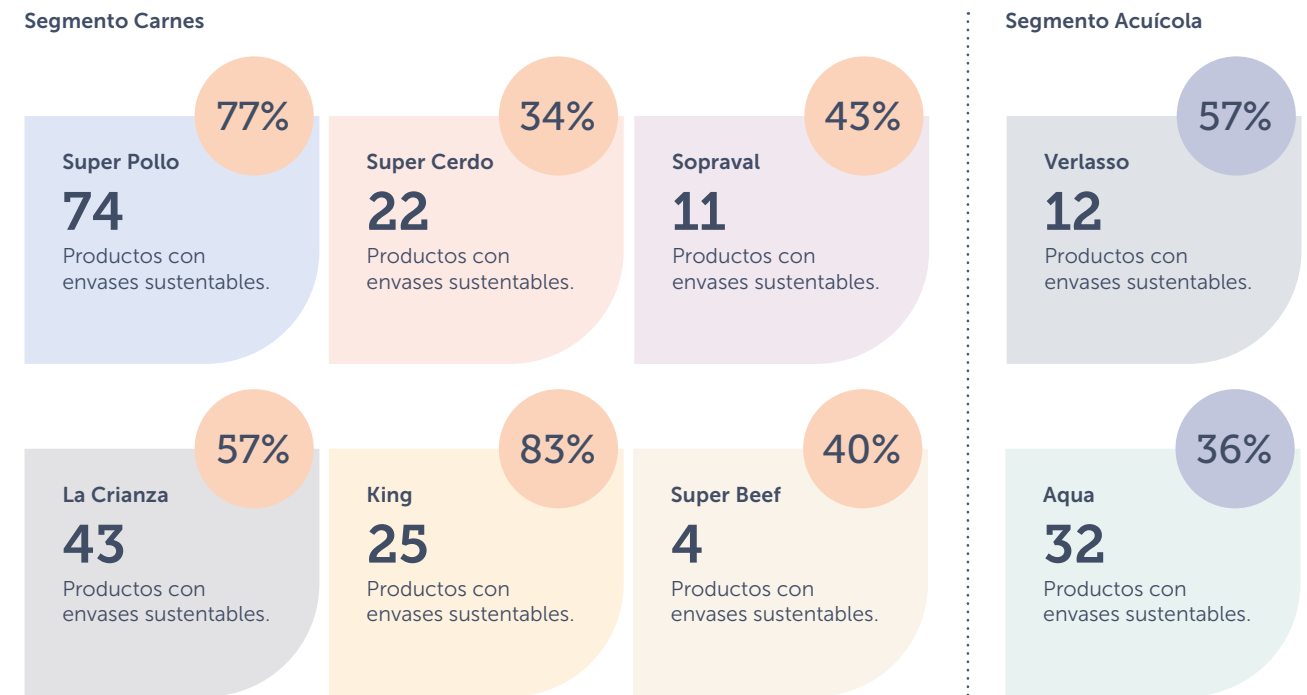 Segmento Carnes
77%
Super Pollo
74
Productos con
envases sustentables.
34%
Super Cerdo
22
Productos con
envases sustentables.
43%
Sopraval
11
Productos con
envases sustentables.
57%
La Crianza
43
Productos con
envases sustentables.
83%
King
25
Productos con
envases sustentables.
40%
Super Beef
4
Productos con
envases sustentables.
Segmento Acuícola
57%
Verlasso
12
Productos con
envases sustentables.
36%
Aqua
32
Productos con
envases sustentables.